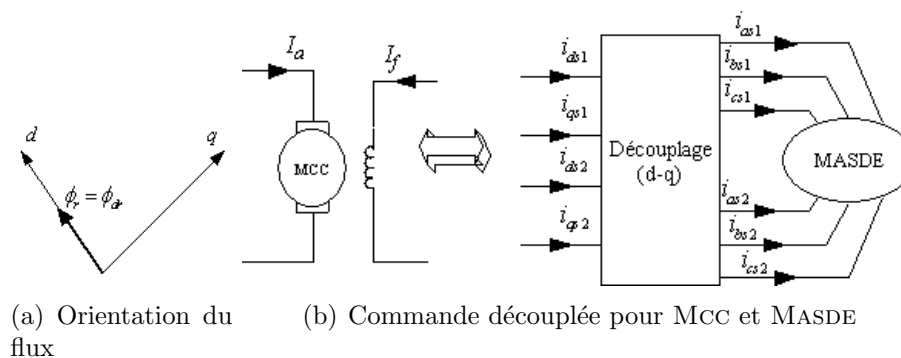 d
q
ϕr = ϕdr
Ia
If
MCC
ids1
iqs1
ids2
iqs2
Découplage
(d-q)
ias1
ibs1
ics1
MASDE
ias2
ibs2
ics2
(a) Orientation du
flux
(b) Commande découplée pour MCC et MASDE